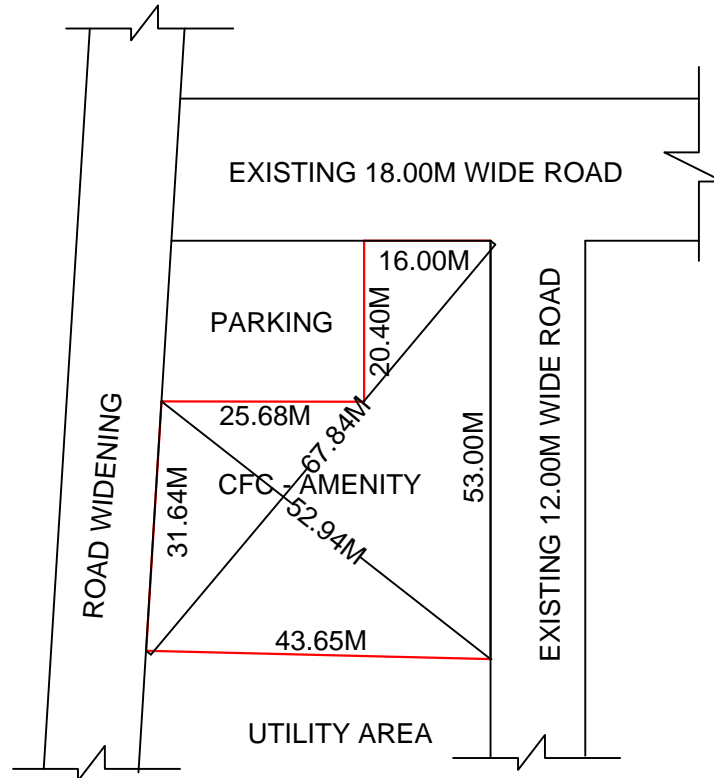 EXISTING 18.00M WIDE ROAD
16.00M
PARKING
20.40M
25.68M
67.84M
CFC - AMENITY
52.94M
53.00M
31.64M
43.65M
ROAD WIDENING
EXISTING 12.00M WIDE ROAD
UTILITY AREA